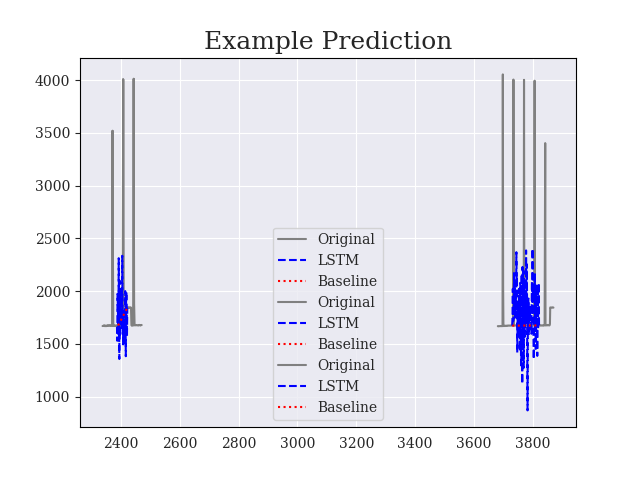 Example Prediction
4000
3500
3000
2500
2000
1500
1000
Original
LSTM
Baseline
Original
LSTM
Baseline
Original
LSTM
Baseline
2400 2600 2800 3000 3200 3400 3600 3800